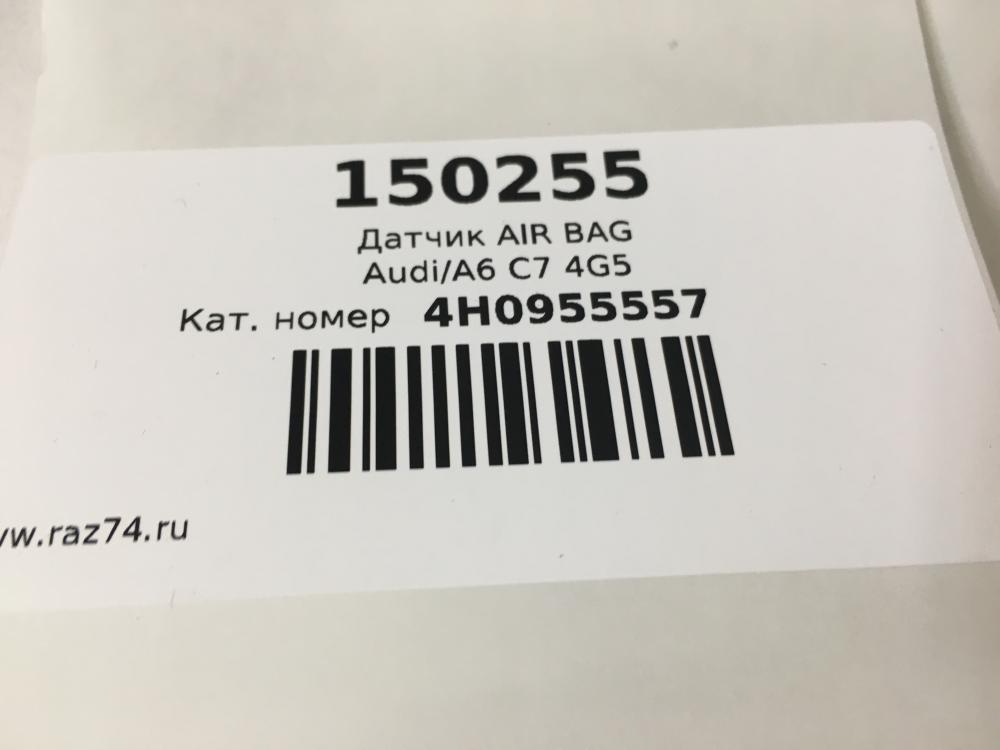 150255
Датчик AIR BAG
Audi/A6 C7 4G5
Кат. номер 4H0955557
w.raz74.ru